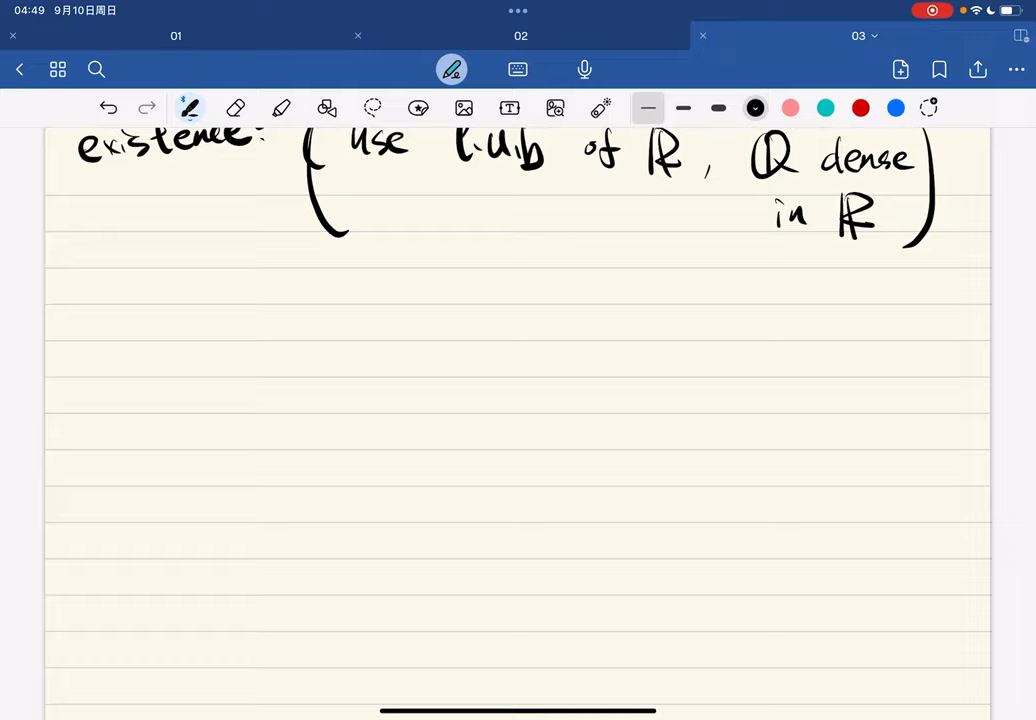 04:49 9月10日周日
01 02 03
existence: ( use l.u.b of ℝ, ℚ dense
in ℝ )